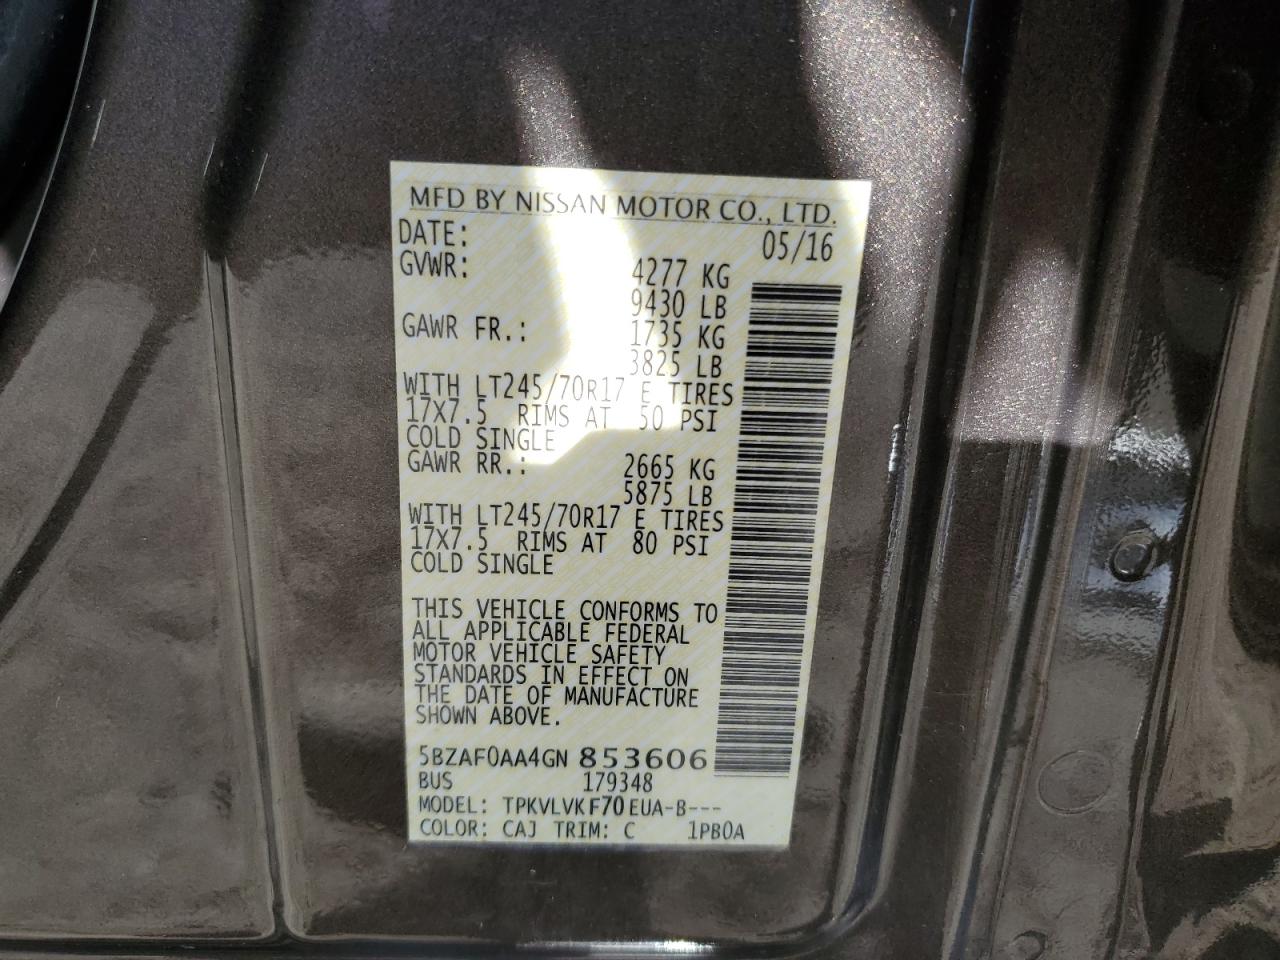 MFD BY NISSAN MOTOR CO., LTD.
DATE: 05/16
GVWR: 4277 KG
9430 LB
GAWR FR.: 1735 KG
3825 LB
WITH LT245/70R17 E TIRES
17X7.5 RIMS AT 50 PSI
COLD SINGLE
GAWR RR.: 2665 KG
5875 LB
WITH LT245/70R17 E TIRES
17X7.5 RIMS AT 80 PSI
COLD SINGLE
THIS VEHICLE CONFORMS TO
ALL APPLICABLE FEDERAL
MOTOR VEHICLE SAFETY
STANDARDS IN EFFECT ON
THE DATE OF MANUFACTURE
SHOWN ABOVE.
5BZAF0AA4GN 853606
BUS 179348
MODEL: TPKVLVKF70EUA-B---
COLOR: CAJ TRIM: C 1PB0A